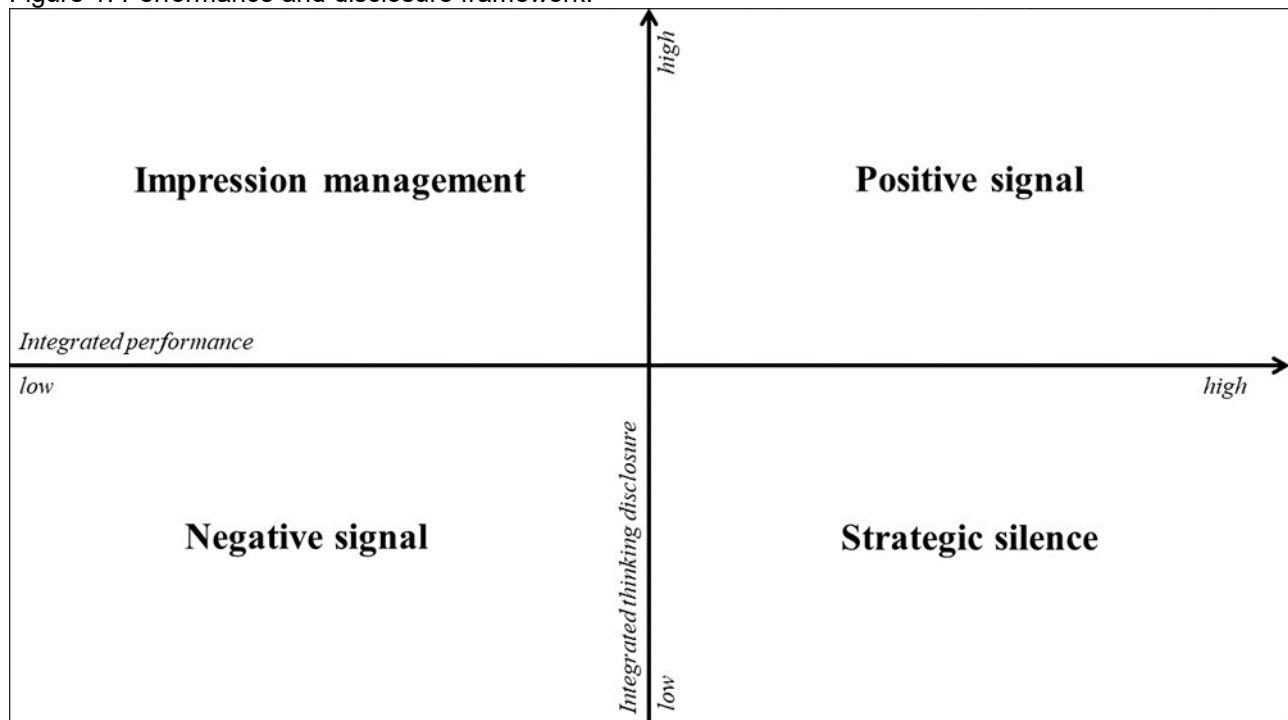 Figure 1. Performance and disclosure framework.
high
Impression management
Positive signal
Integrated performance
low
high
Integrated thinking disclosure
Negative signal
Strategic silence
low